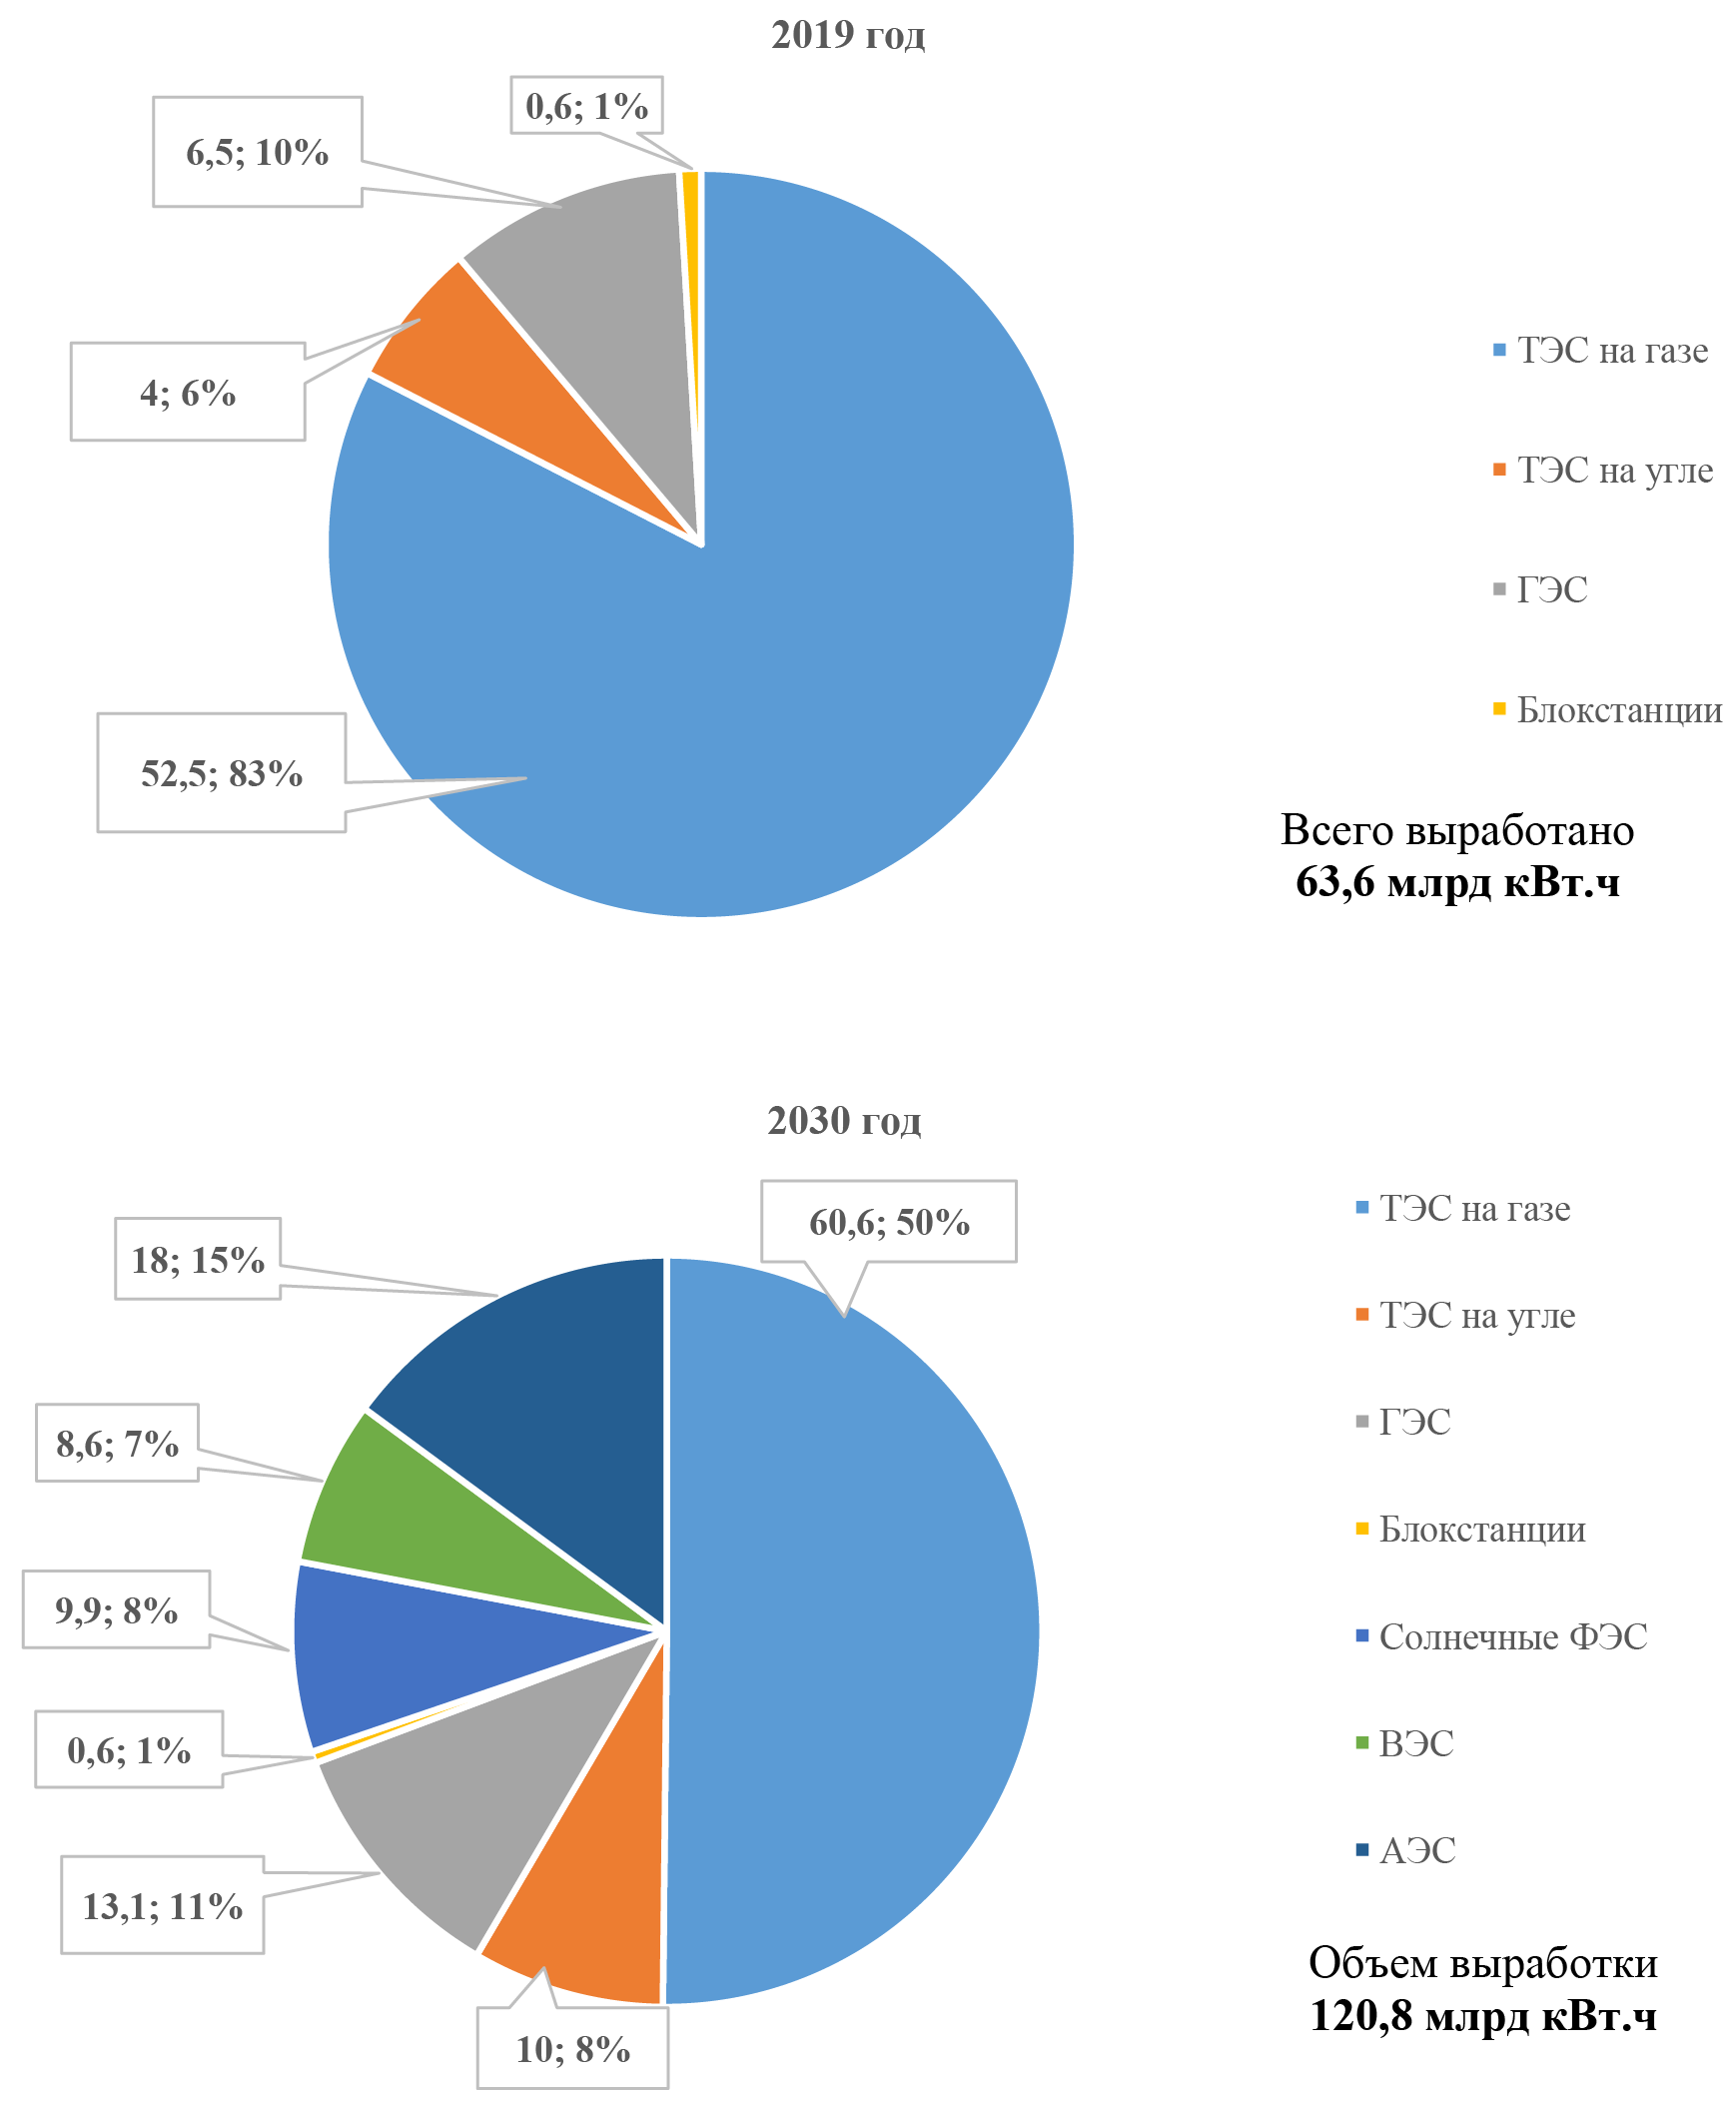 2019 год
0,6; 1%
6,5; 10%
4; 6%
52,5; 83%
ТЭС на газе
ТЭС на угле
ГЭС
Блокстанции
Всего выработано
63,6 млрд кВт.ч
2030 год
60,6; 50%
18; 15%
8,6; 7%
9,9; 8%
0,6; 1%
13,1; 11%
10; 8%
ТЭС на газе
ТЭС на угле
ГЭС
Блокстанции
Солнечные ФЭС
ВЭС
АЭС
Объем выработки
120,8 млрд кВт.ч